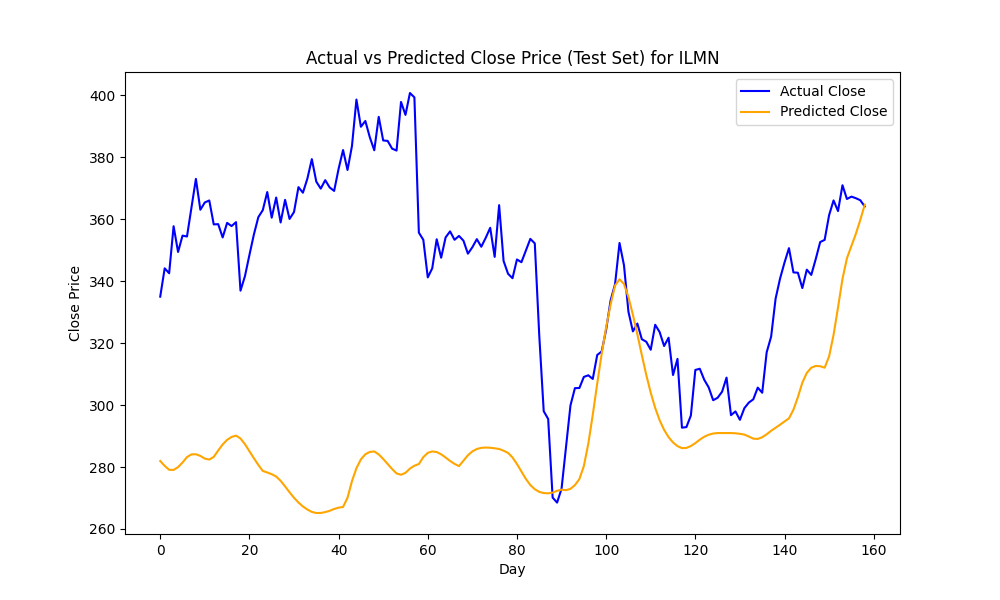 Actual vs Predicted Close Price (Test Set) for ILMN
Actual Close
Predicted Close
Close Price
400
380
360
340
320
300
280
260
0 20 40 60 80 100 120 140 160
Day